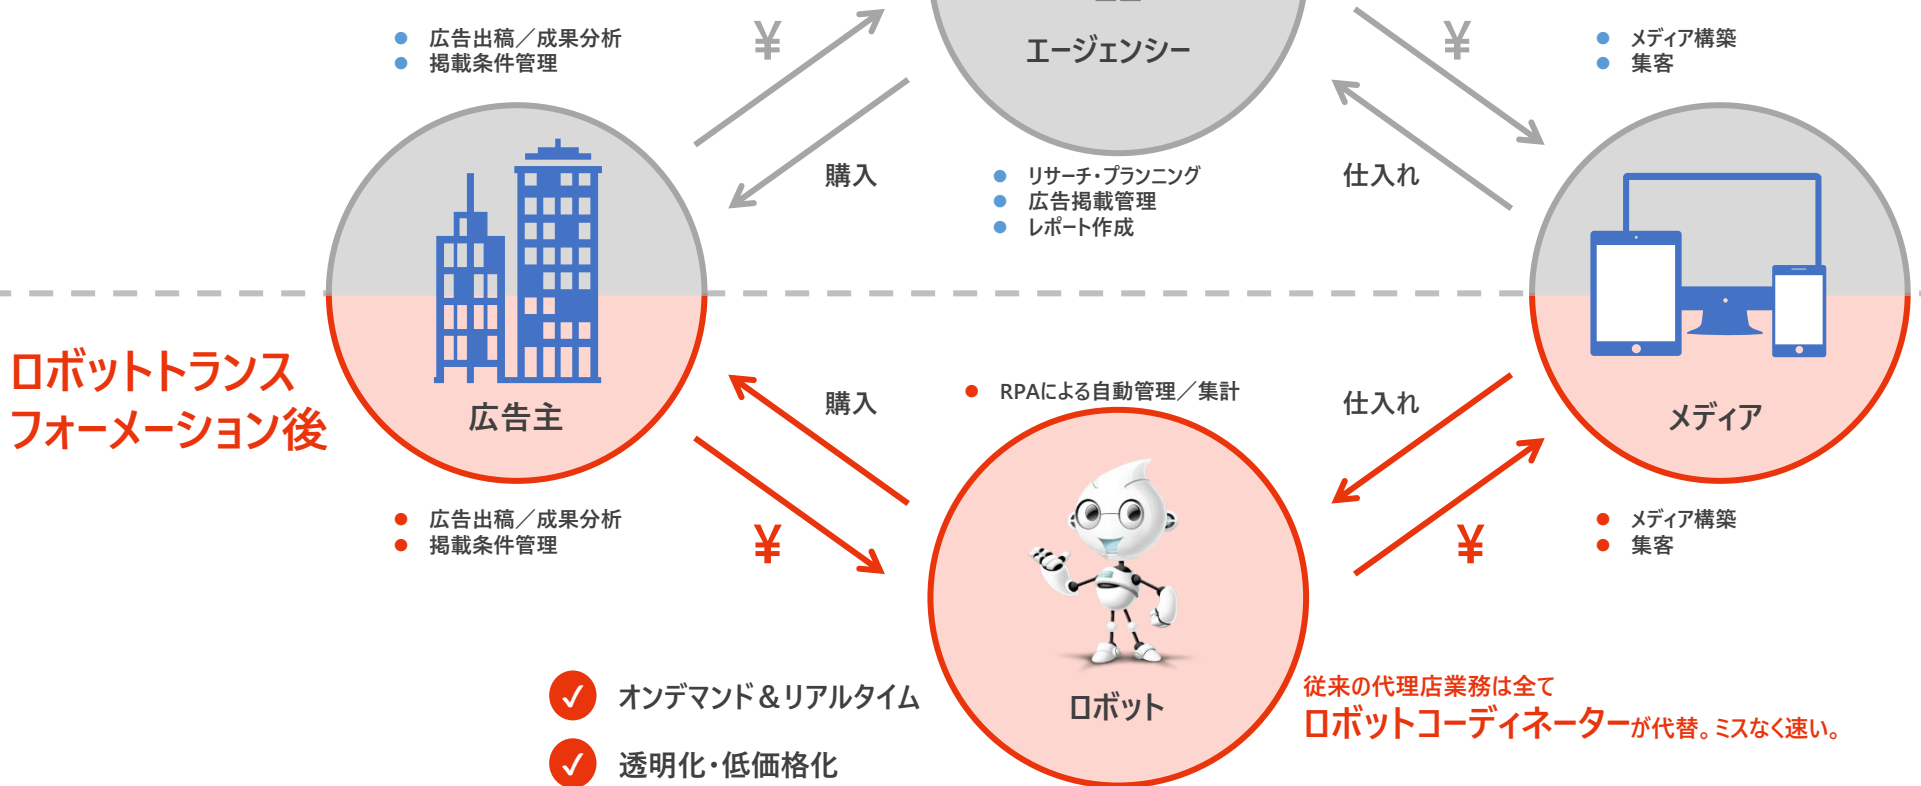 広告出稿／成果分析
掲載条件管理
¥
エージェンシー
¥
メディア構築
集客
購入
リサーチ・プランニング
広告掲載管理
レポート作成
仕入れ
ロボットトランス
フォーメーション後
広告主
購入
RPAによる自動管理／集計
仕入れ
メディア
広告出稿／成果分析
掲載条件管理
¥
¥
メディア構築
集客
オンデマンド＆リアルタイム
透明化・低価格化
ロボット
従来の代理店業務は全て
ロボットコーディネーターが代替。ミスなく速い。